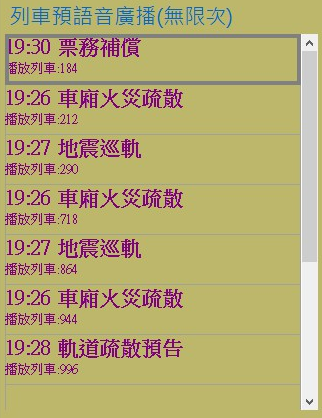 列車預語音廣播(無限次)
19:30 票務補償
播放列車:184
19:26 車廂火災疏散
播放列車:212
19:27 地震巡軌
播放列車:290
19:26 車廂火災疏散
播放列車:718
19:27 地震巡軌
播放列車:864
19:26 車廂火災疏散
播放列車:944
19:28 軌道疏散預告
播放列車:996